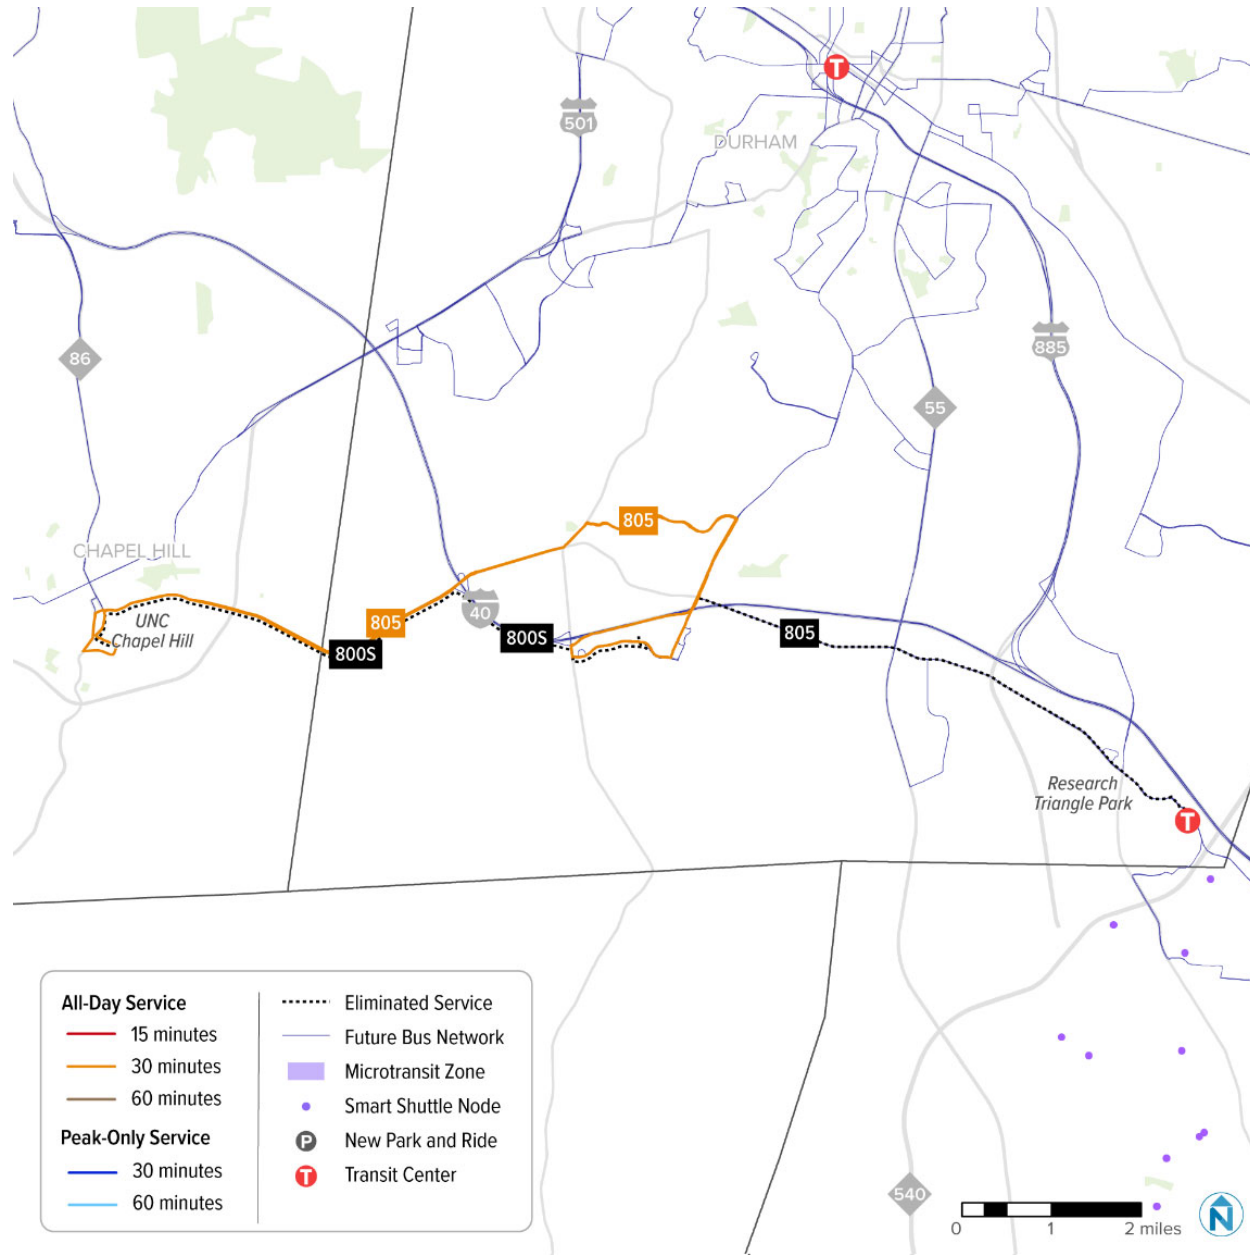 T
501
DURHAM
86
885
55
805
CHAPEL HILL
40
UNC
Chapel Hill
805
800S
800S
805
Research
Triangle Park
T
All-Day Service
15 minutes
30 minutes
60 minutes
Peak-Only Service
30 minutes
60 minutes
Eliminated Service
Future Bus Network
Microtransit Zone
Smart Shuttle Node
P New Park and Ride
T Transit Center
540
0 1 2 miles
N